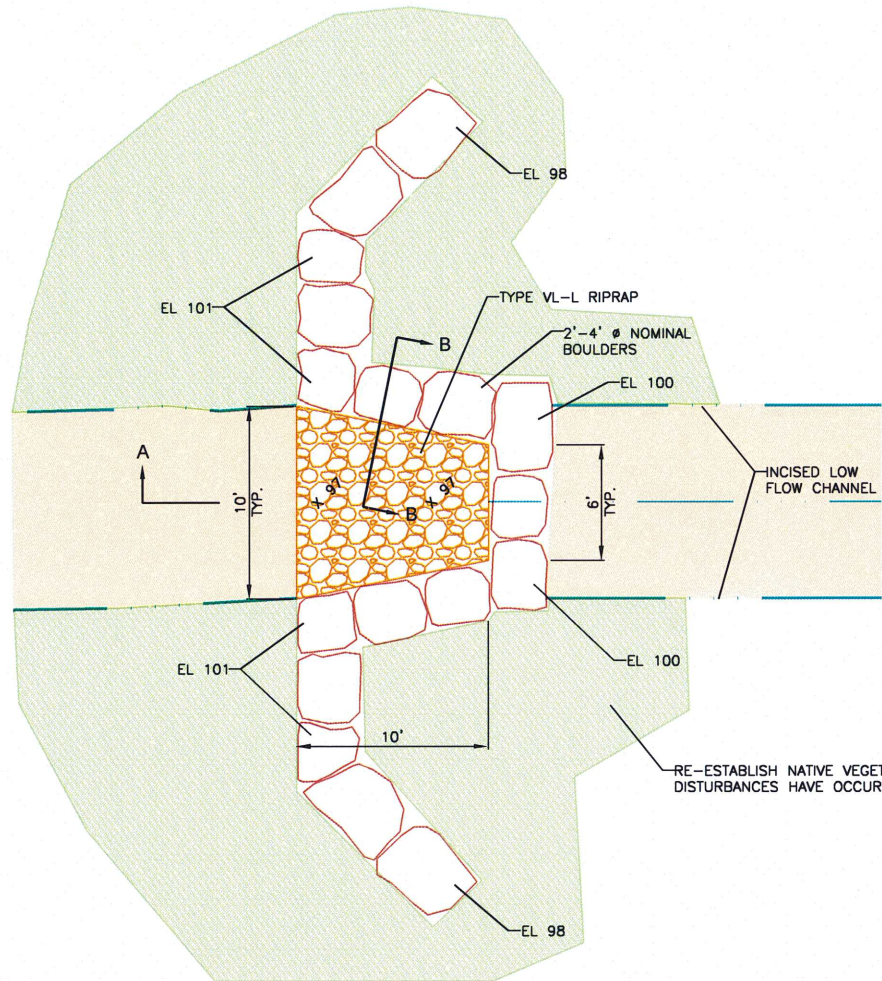 EL 98
EL 101
TYPE VL-L RIPRAP
B
2'-4' ø NOMINAL
BOULDERS
EL 100
A
10'
TYP.
X 97
X 97
B
6'
TYP.
INCISED LOW
FLOW CHANNEL
EL 101
EL 100
10'
RE-ESTABLISH NATIVE VEGET
DISTURBANCES HAVE OCCUR
EL 98